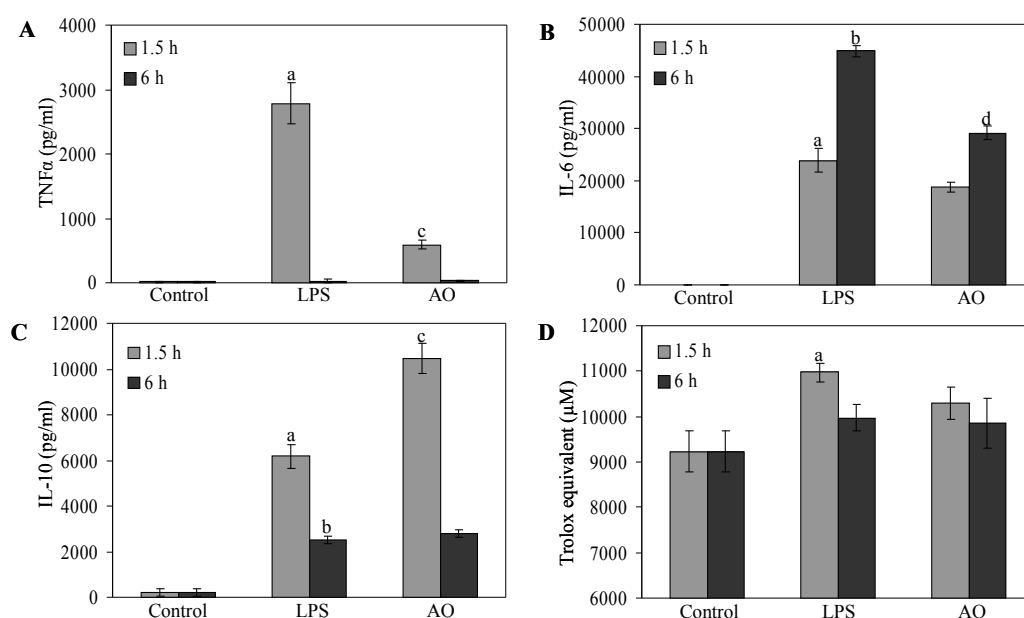 A
TNFα (pg/ml)
4000
3000
2000
1000
0
1.5 h
6 h
a
c
Control LPS AO
B
IL-6 (pg/ml)
50000
40000
30000
20000
10000
0
1.5 h
6 h
a
b
d
Control LPS AO
C
IL-10 (pg/ml)
12000
10000
8000
6000
4000
2000
0
1.5 h
6 h
a
b
c
Control LPS AO
D
Trolox equivalent (μM)
12000
11000
10000
9000
8000
7000
6000
1.5 h
6 h
a
Control LPS AO